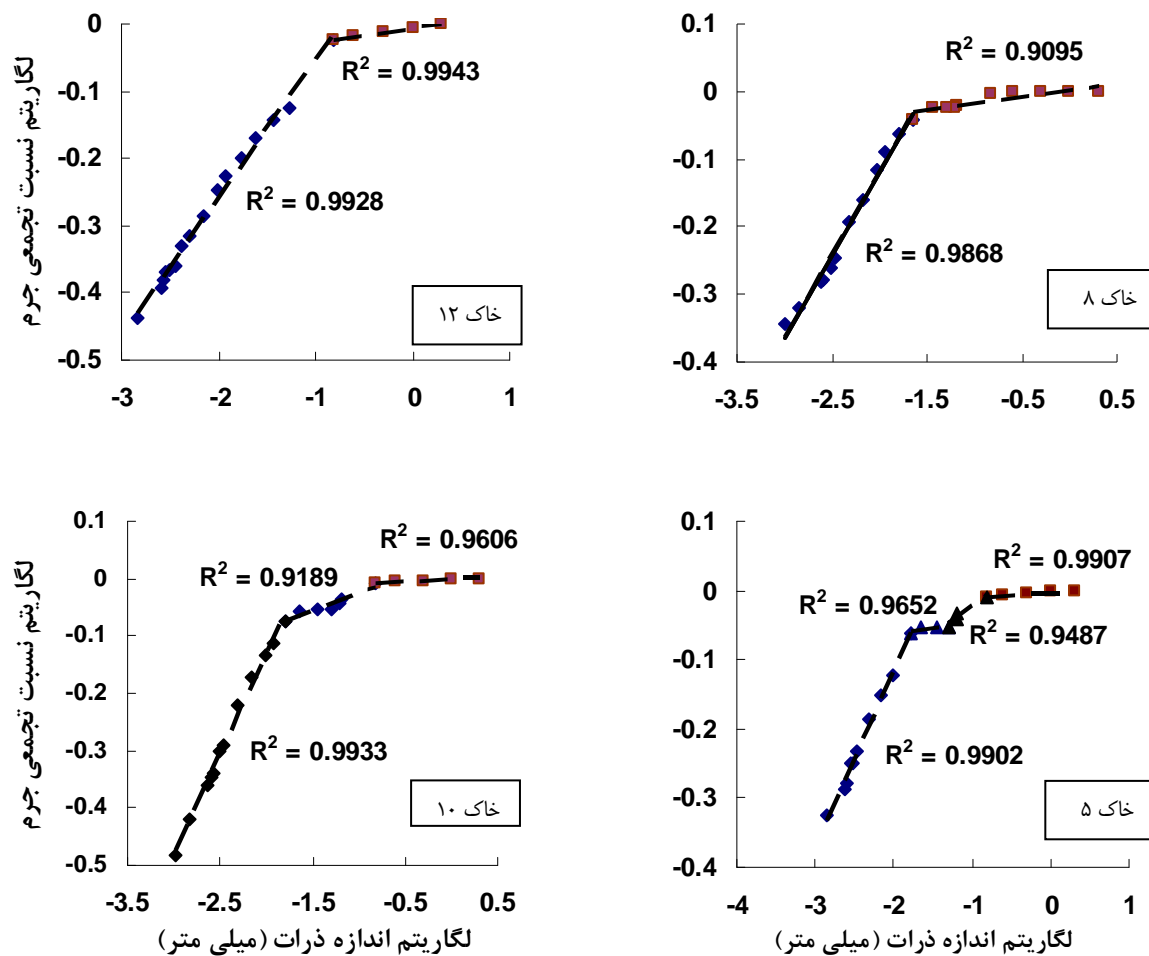 لگاریتم نسبت تجمعی جرم
0
-0.1
-0.2
-0.3
-0.4
-0.5
-3
-2
-1
0
1
R² = 0.9943
R² = 0.9928
خاک ۱۲
0.1
0
-0.1
-0.2
-0.3
-0.4
-3.5
-2.5
-1.5
-0.5
0.5
R² = 0.9095
R² = 0.9868
خاک ۸
لگاریتم نسبت تجمعی جرم
0.1
0
-0.1
-0.2
-0.3
-0.4
-0.5
-3.5
-2.5
-1.5
-0.5
0.5
R² = 0.9606
R² = 0.9189
R² = 0.9933
خاک ۱۰
لگاریتم اندازه ذرات (میلی متر)
0.1
0
-0.1
-0.2
-0.3
-0.4
-4
-3
-2
-1
0
1
R² = 0.9907
R² = 0.9652
R² = 0.9487
R² = 0.9902
خاک ۵
لگاریتم اندازه ذرات (میلی متر)